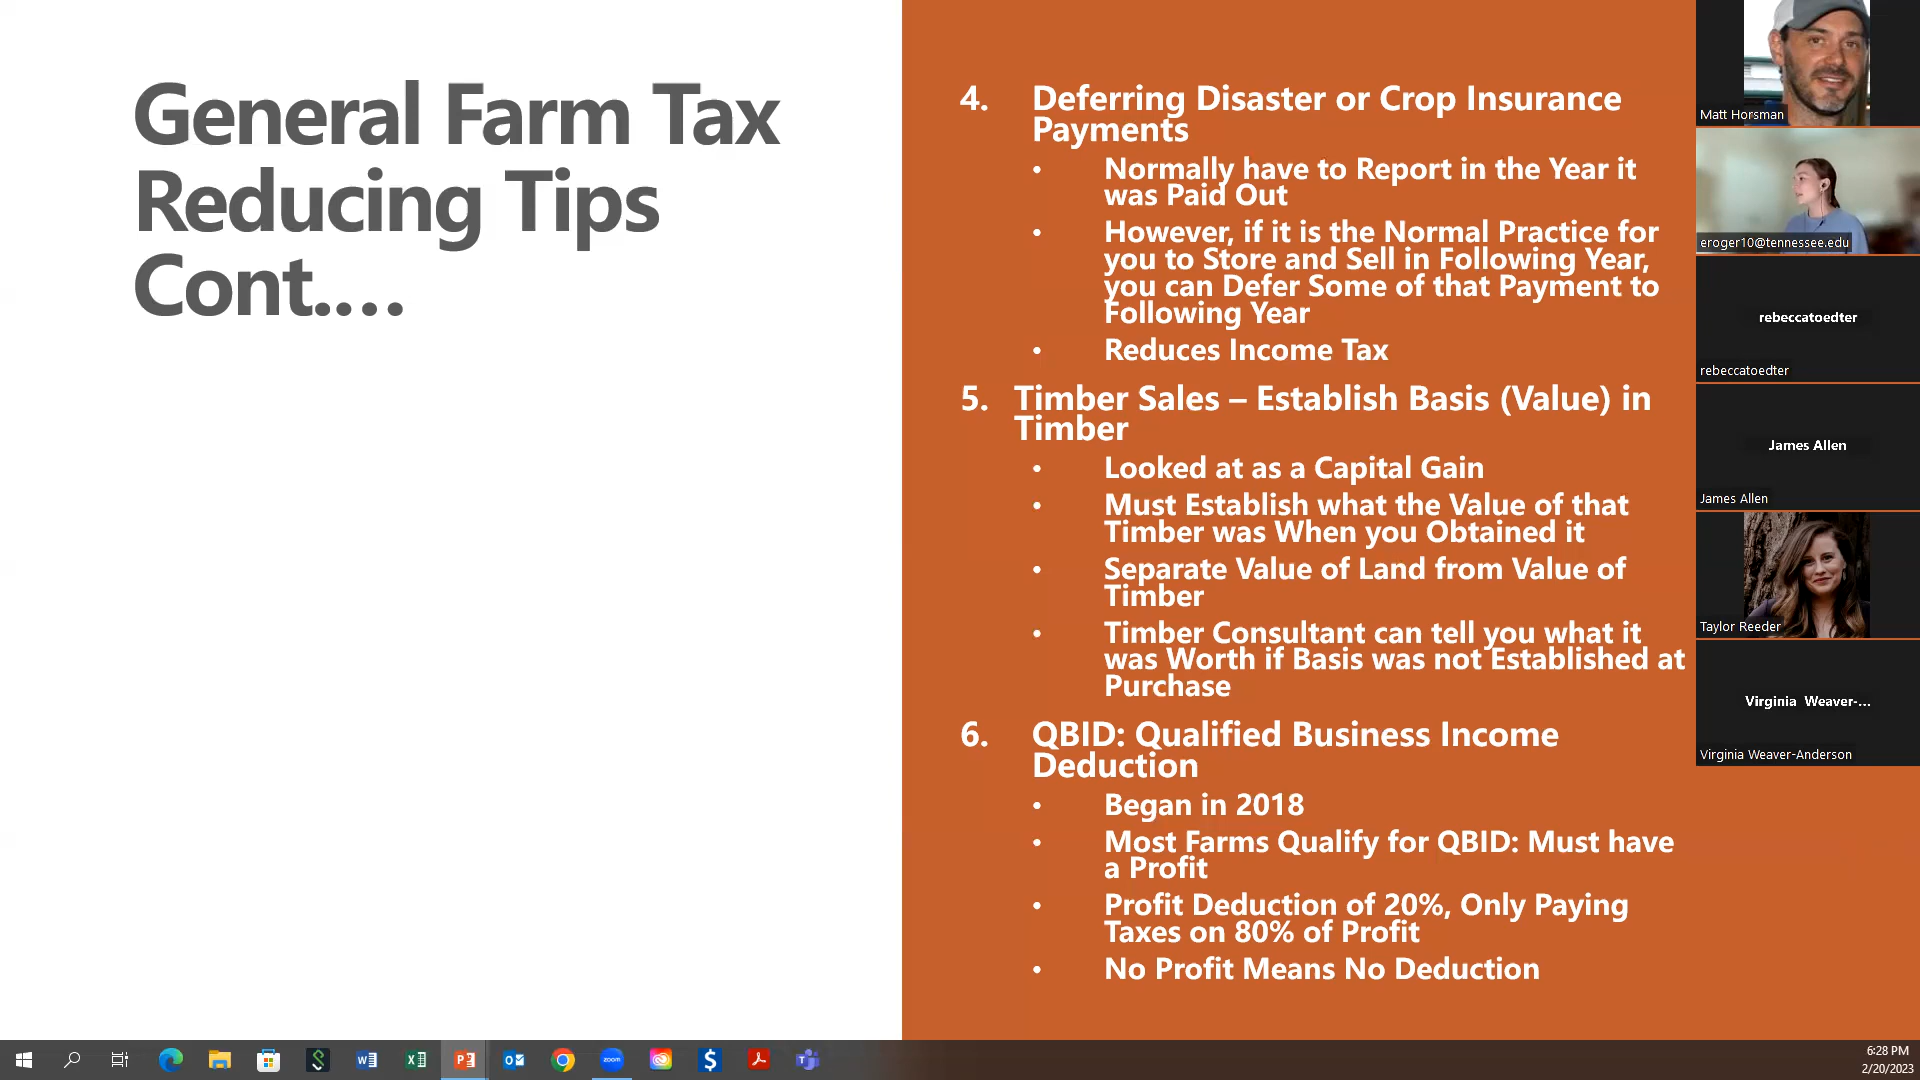 General Farm Tax
Reducing Tips
Cont.…
4. Deferring Disaster or Crop Insurance
Payments
• Normally have to Report in the Year it
was Paid Out
• However, if it is the Normal Practice for
you to Store and Sell in Following Year,
you can Defer Some of that Payment to
Following Year
• Reduces Income Tax
5. Timber Sales – Establish Basis (Value) in
Timber
• Looked at as a Capital Gain
• Must Establish what the Value of that
Timber was When you Obtained it
• Separate Value of Land from Value of
Timber
• Timber Consultant can tell you what it
was Worth if Basis was not Established at
Purchase
6. QBID: Qualified Business Income
Deduction
• Began in 2018
• Most Farms Qualify for QBID: Must have
a Profit
• Profit Deduction of 20%, Only Paying
Taxes on 80% of Profit
• No Profit Means No Deduction
Matt Horsman
eroger10@tennessee.edu
rebeccatoedter
rebeccatoedter
James Allen
James Allen
Taylor Reeder
Virginia Weaver-...
Virginia Weaver-Anderson
zoom
6:28 PM
2/20/2023